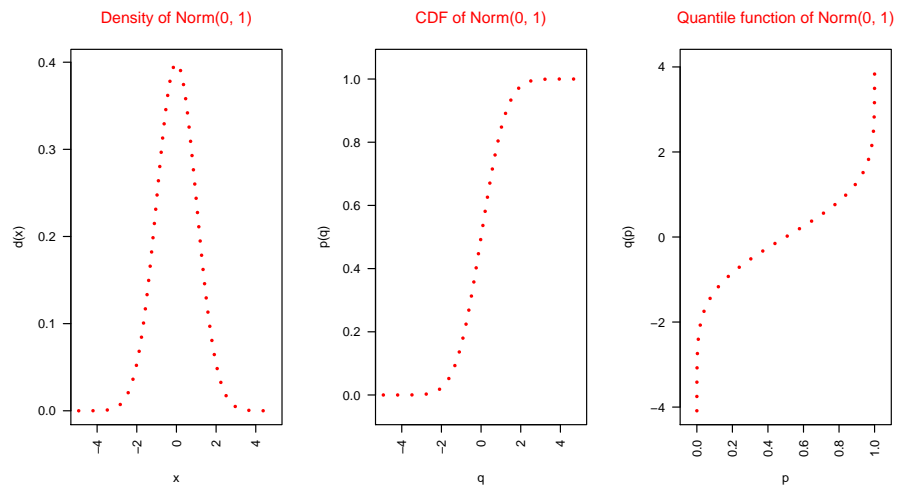 Density of Norm(0, 1)
d(x)
0.4
0.3
0.2
0.1
0.0
−4 −2 0 2 4
x
CDF of Norm(0, 1)
p(q)
1.0
0.8
0.6
0.4
0.2
0.0
−4 −2 0 2 4
q
Quantile function of Norm(0, 1)
q(p)
4
2
0
−2
−4
0.0 0.2 0.4 0.6 0.8 1.0
p